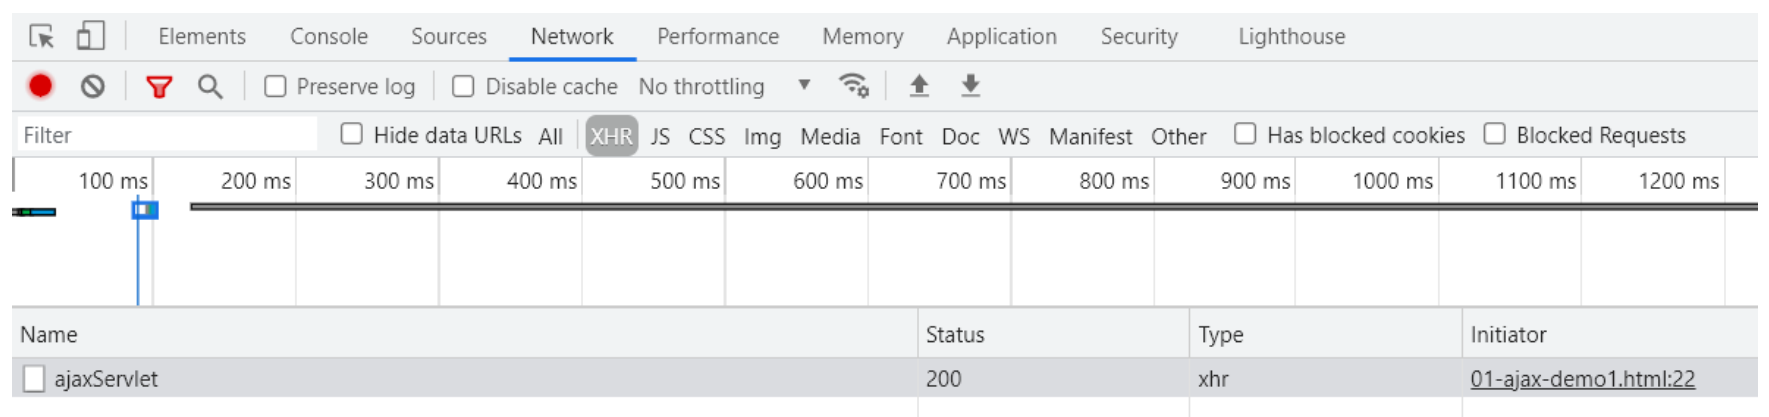 Elements Console Sources Network Performance Memory Application Security Lighthouse
Preserve log Disable cache No throttling
Filter Hide data URLs All XHR JS CSS Img Media Font Doc WS Manifest Other Has blocked cookies Blocked Requests
100 ms 200 ms 300 ms 400 ms 500 ms 600 ms 700 ms 800 ms 900 ms 1000 ms 1100 ms 1200 ms
Name Status Type Initiator
ajaxServlet 200 xhr 01-ajax-demo1.html:22